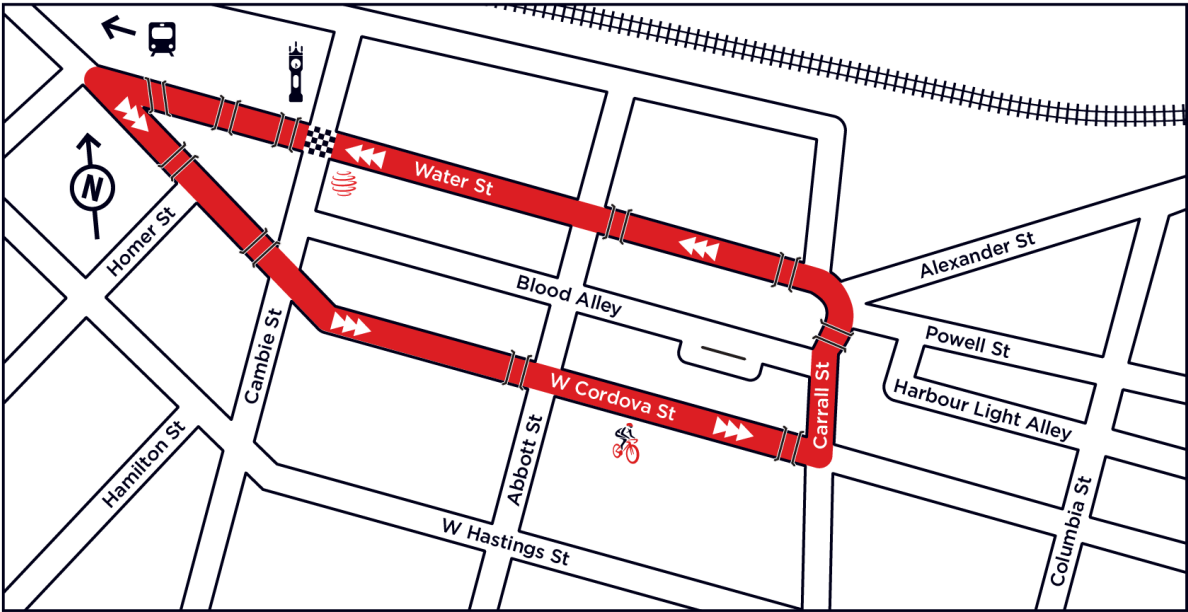 N
Homer St
Water St
Alexander St
Blood Alley
Powell St
Cambie St
W Cordova St
Carrall St
Harbour Light Alley
Hamilton St
Abbott St
Columbia St
W Hastings St